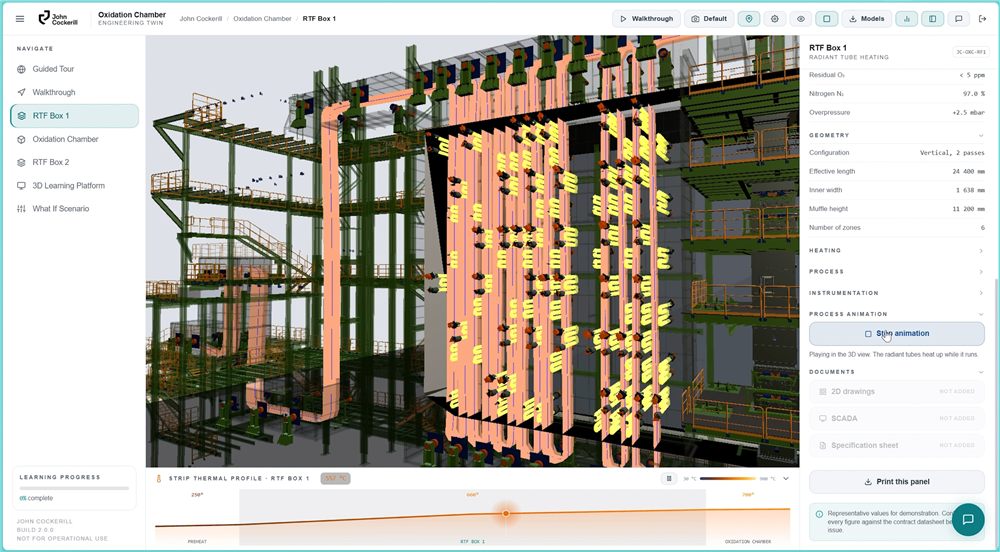 John Cockerill
Oxidation Chamber
ENGINEERING TWIN
John Cockerill / Oxidation Chamber / RTF Box 1
Walkthrough
Default
Models
NAVIGATE
Guided Tour
Walkthrough
RTF Box 1
Oxidation Chamber
RTF Box 2
3D Learning Platform
What If Scenario
LEARNING PROGRESS
0% complete
JOHN COCKERILL
BUILD 2.0.0
NOT FOR OPERATIONAL USE
RTF Box 1
RADIANT TUBE HEATING
JC-OXC-RF1
Residual O₂ < 5 ppm
Nitrogen N₂ 97.0 %
Overpressure +2.5 mbar
GEOMETRY
Configuration Vertical, 2 passes
Effective length 24 400 mm
Inner width 1 638 mm
Muffle height 11 200 mm
Number of zones 6
HEATING
PROCESS
INSTRUMENTATION
PROCESS ANIMATION
Stop animation
Playing in the 3D view. The radiant tubes heat up while it runs.
DOCUMENTS
2D drawings NOT ADDED
SCADA NOT ADDED
Specification sheet NOT ADDED
Print this panel
Representative values for demonstration.
every figure against the contract datasheet
issue.
STRIP THERMAL PROFILE - RTF BOX 1
557 °C
250°
660°
700°
PREHEAT
RTF BOX 1
OXIDATION CHAMBER